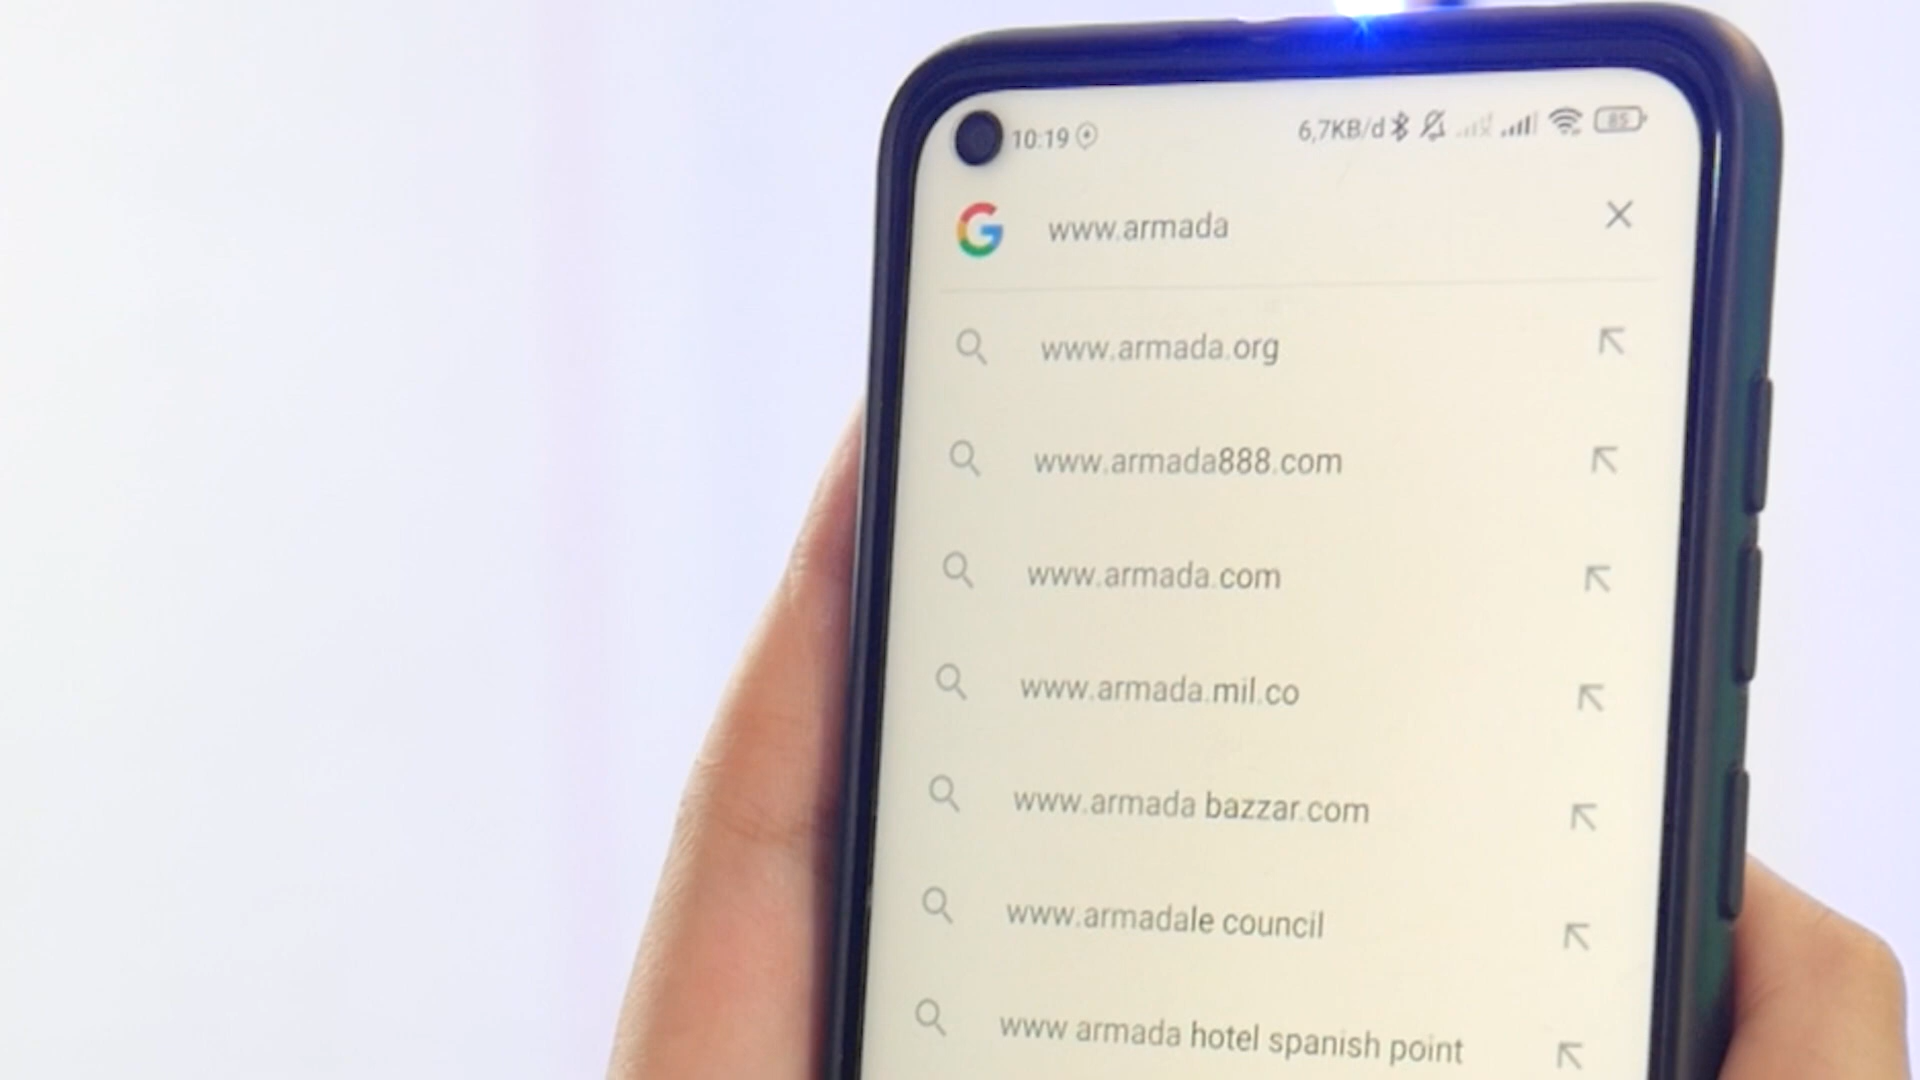 10:19 6,7KB/d 85
www.armada
www.armada.org
www.armada888.com
www.armada.com
www.armada.mil.co
www.armada bazzar.com
www.armadale council
www armada hotel spanish point